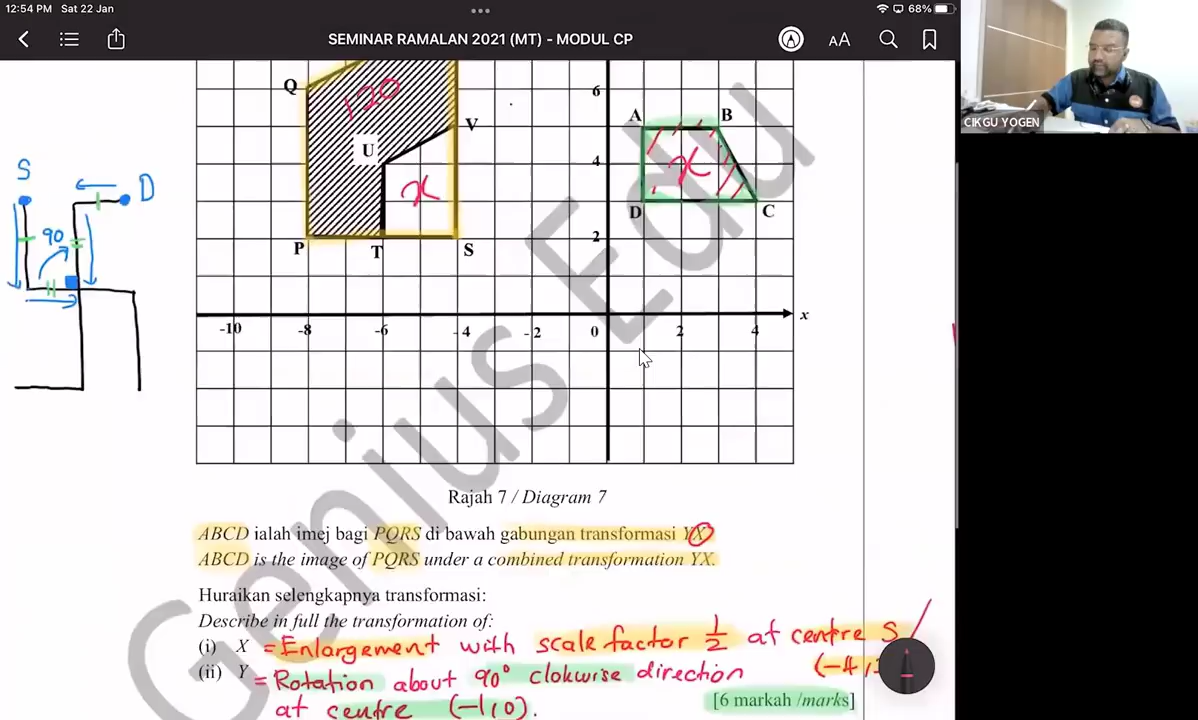 12:54 PM Sat 22 Jan
68%
SEMINAR RAMALAN 2021 (MT) - MODUL CP
AA
CIKGU YOGEN
Q
120
V
U
x
P
T
S
6
4
2
A
B
x
D
C
S
D
90
-10
-8
-6
-4
-2
0
2
4
x
Genius Edu
Rajah 7 / Diagram 7
ABCD ialah imej bagi PQRS di bawah gabungan transformasi YX
ABCD is the image of PQRS under a combined transformation YX.
Huraikan selengkapnya transformasi:
Describe in full the transformation of:
(i) X = Enlargement with scale factor 1/2 at centre S /
(-4,
(ii) Y = Rotation about 90° clokwise direction
at centre (-1,0).
[6 markah /marks]